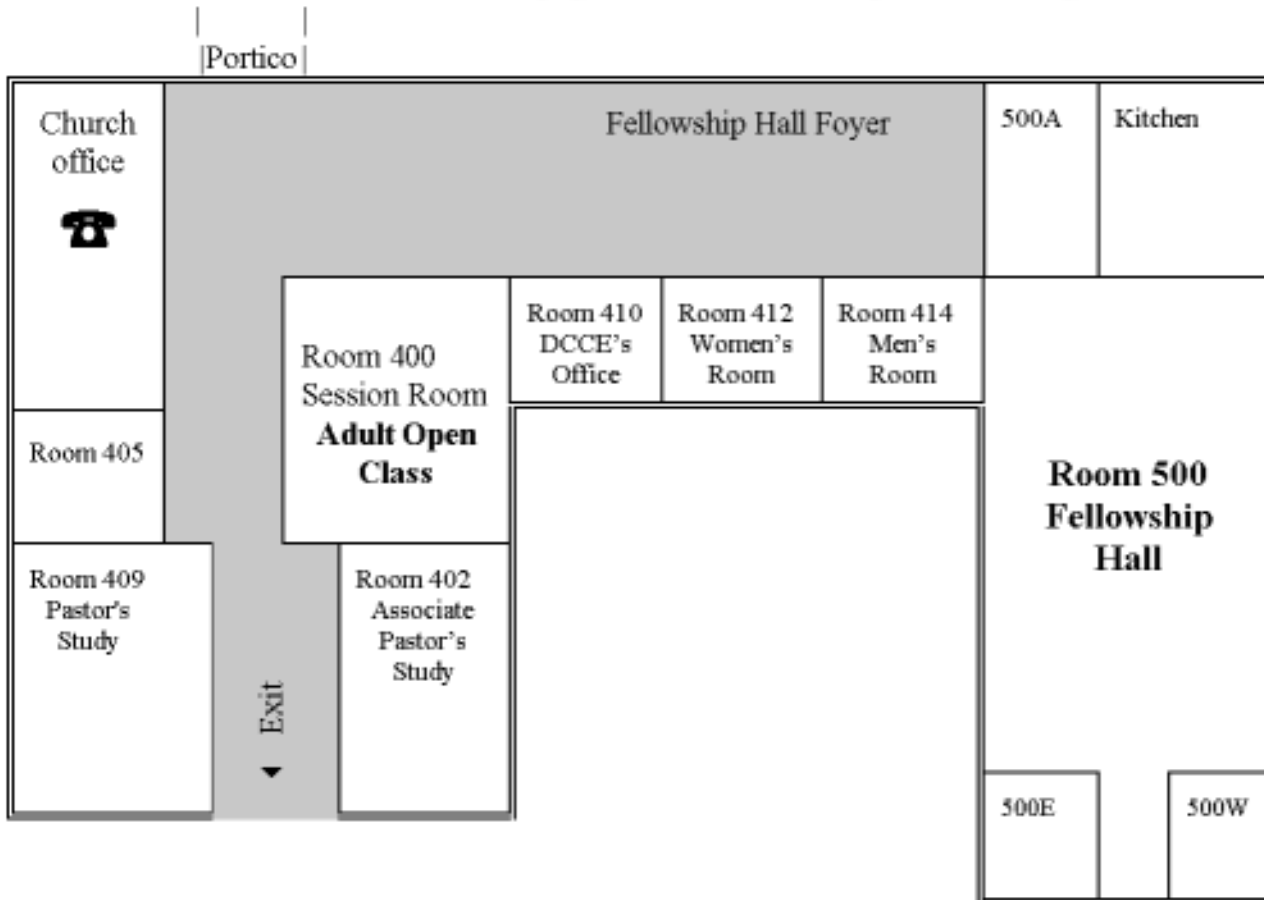 Portico
Church
office
Fellowship Hall Foyer
500A
Kitchen
Room 400
Session Room
Adult Open
Class
Room 410
DCCE's
Office
Room 412
Women's
Room
Room 414
Men's
Room
Room 405
Room 500
Fellowship
Hall
Room 409
Pastor's
Study
Exit
Room 402
Associate
Pastor's
Study
500E
500W